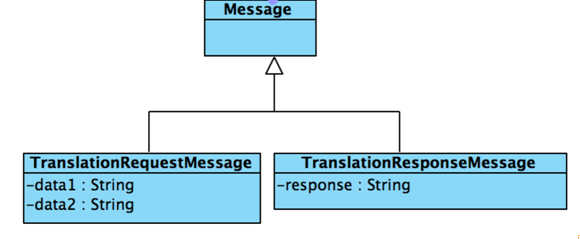 Message
TranslationRequestMessage
-data1 : String
-data2 : String
TranslationResponseMessage
-response : String